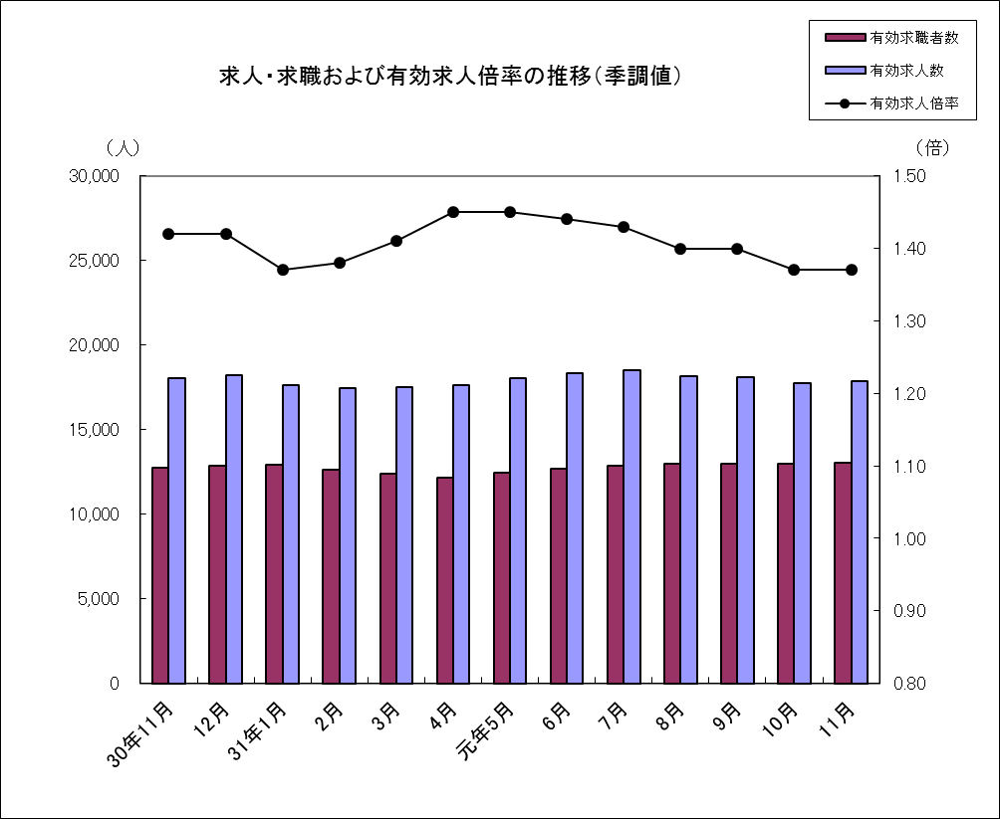 有効求職者数
有効求人数
有効求人倍率
求人・求職および有効求人倍率の推移（季調値）
（人）
（倍）
30,000
25,000
20,000
15,000
10,000
5,000
0
1.50
1.40
1.30
1.20
1.10
1.00
0.90
0.80
30年11月
12月
31年1月
2月
3月
4月
元年5月
6月
7月
8月
9月
10月
11月